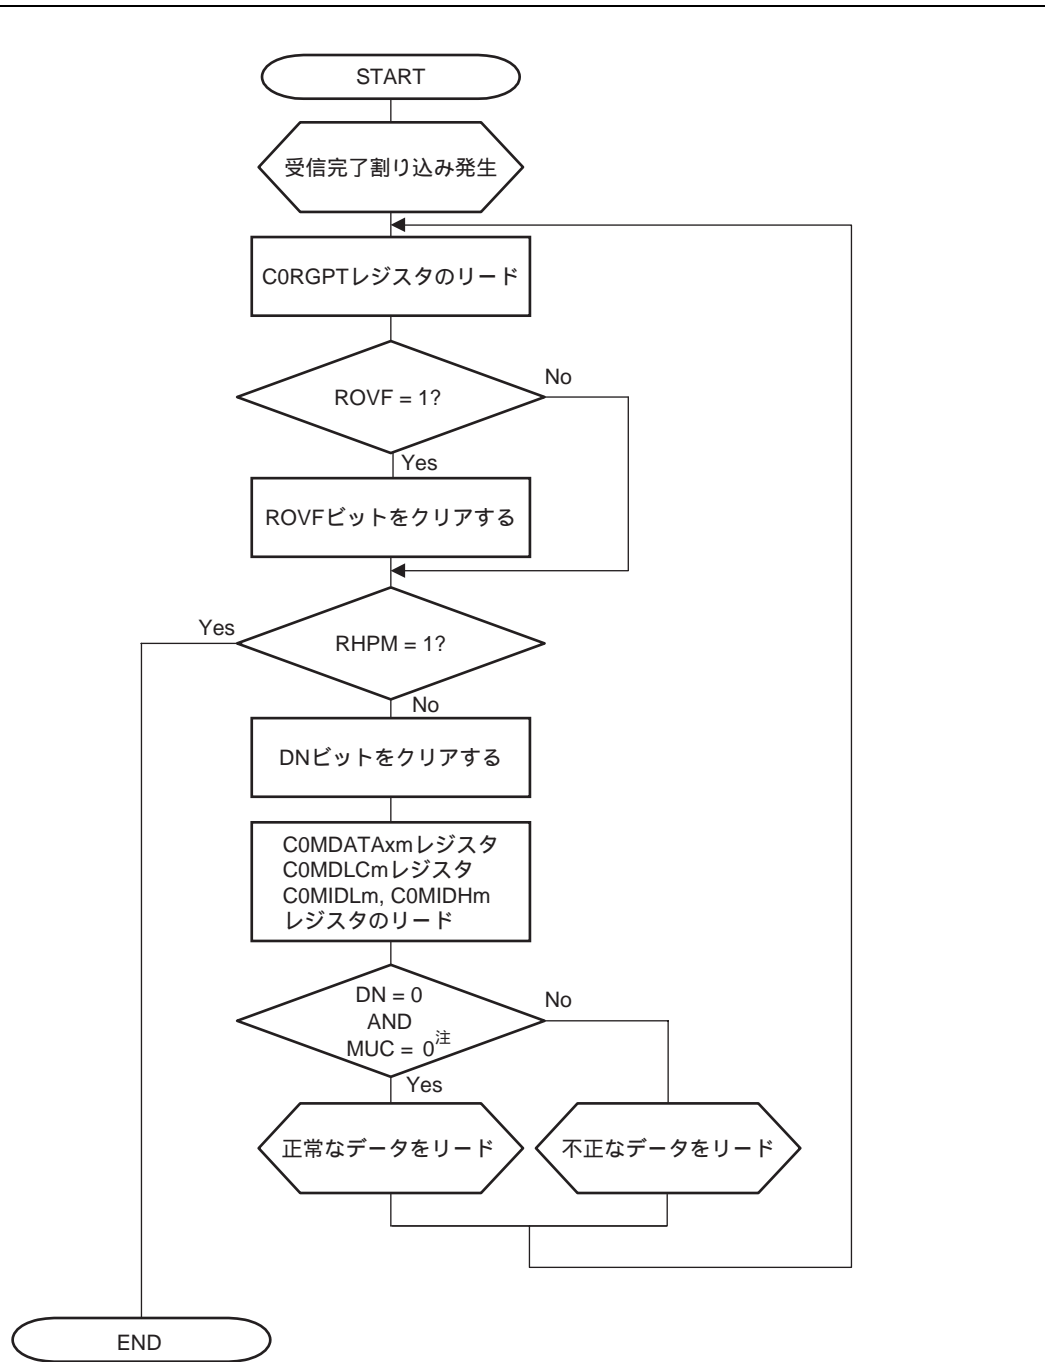 START
受信完了割り込み発生
C0RGPTレジスタのリード
ROVF = 1?
No
Yes
ROVFビットをクリアする
Yes
RHPM = 1?
No
DNビットをクリアする
C0MDATAxmレジスタ
C0MDLCmレジスタ
C0MIDLm, C0MIDHm
レジスタのリード
DN = 0
AND
MUC = 0注
No
Yes
正常なデータをリード
不正なデータをリード
END